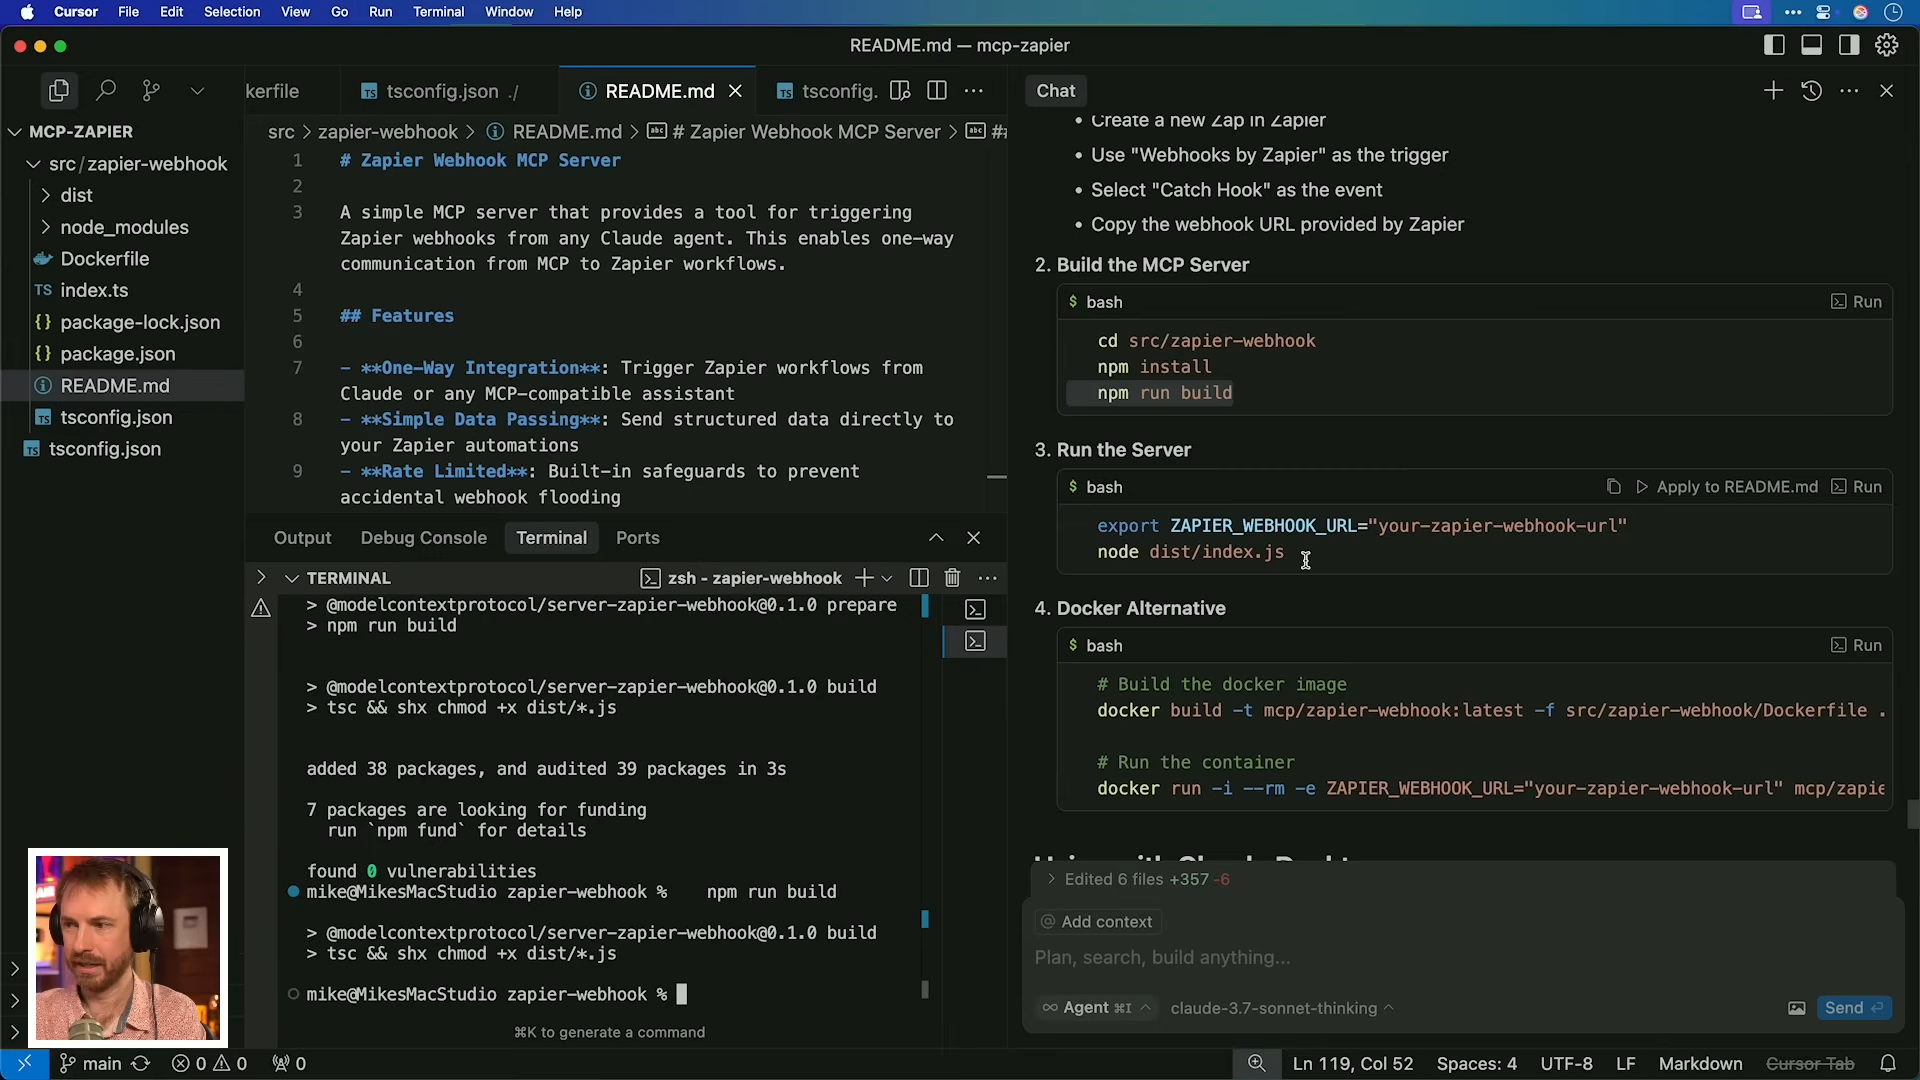 Cursor File Edit Selection View Go Run Terminal Window Help
README.md — mcp-zapier
kerfile
TS tsconfig.json ./
README.md
TS tsconfig.
MCP-ZAPIER
src/zapier-webhook
dist
node_modules
Dockerfile
TS index.ts
{} package-lock.json
{} package.json
README.md
TS tsconfig.json
TS tsconfig.json
src > zapier-webhook > README.md > abc # Zapier Webhook MCP Server > abc ##
1 # Zapier Webhook MCP Server
2
3 A simple MCP server that provides a tool for triggering
Zapier webhooks from any Claude agent. This enables one-way
communication from MCP to Zapier workflows.
4
5 ## Features
6
7 - **One-Way Integration**: Trigger Zapier workflows from
Claude or any MCP-compatible assistant
8 - **Simple Data Passing**: Send structured data directly to
your Zapier automations
9 - **Rate Limited**: Built-in safeguards to prevent
accidental webhook flooding
Output Debug Console Terminal Ports
TERMINAL
zsh - zapier-webhook
> @modelcontextprotocol/server-zapier-webhook@0.1.0 prepare
> npm run build
> @modelcontextprotocol/server-zapier-webhook@0.1.0 build
> tsc && shx chmod +x dist/*.js
added 38 packages, and audited 39 packages in 3s
7 packages are looking for funding
run `npm fund` for details
found 0 vulnerabilities
mike@MikesMacStudio zapier-webhook % npm run build
> @modelcontextprotocol/server-zapier-webhook@0.1.0 build
> tsc && shx chmod +x dist/*.js
mike@MikesMacStudio zapier-webhook %
⌘K to generate a command
Chat
• Create a new Zap in Zapier
• Use "Webhooks by Zapier" as the trigger
• Select "Catch Hook" as the event
• Copy the webhook URL provided by Zapier
2. Build the MCP Server
$ bash
Run
cd src/zapier-webhook
npm install
npm run build
3. Run the Server
$ bash
Apply to README.md Run
export ZAPIER_WEBHOOK_URL="your-zapier-webhook-url"
node dist/index.js
4. Docker Alternative
$ bash
Run
# Build the docker image
docker build -t mcp/zapier-webhook:latest -f src/zapier-webhook/Dockerfile .
# Run the container
docker run -i --rm -e ZAPIER_WEBHOOK_URL="your-zapier-webhook-url" mcp/zapie
Using with Claude Desktop
> Edited 6 files +357 -6
@ Add context
Plan, search, build anything...
∞ Agent ⌘I claude-3.7-sonnet-thinking
Send
main 0 0 0
Ln 119, Col 52 Spaces: 4 UTF-8 LF Markdown Cursor Tab